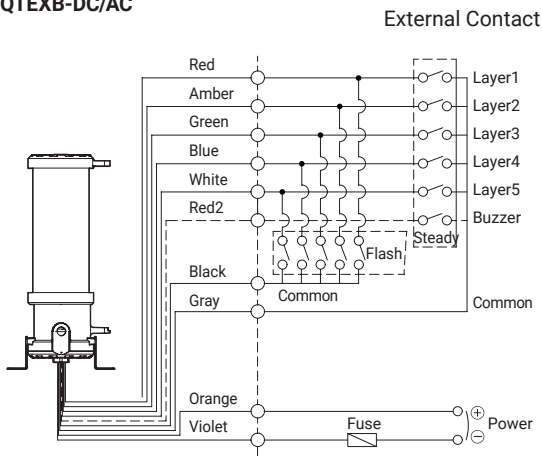 QTEXB-DC/AC
External Contact
Red
Layer1
Amber
Layer2
Green
Layer3
Blue
Layer4
White
Layer5
Red2
Buzzer
Steady
Flash
Black
Common
Gray
Common
Orange
Violet
Fuse
+
Power
−